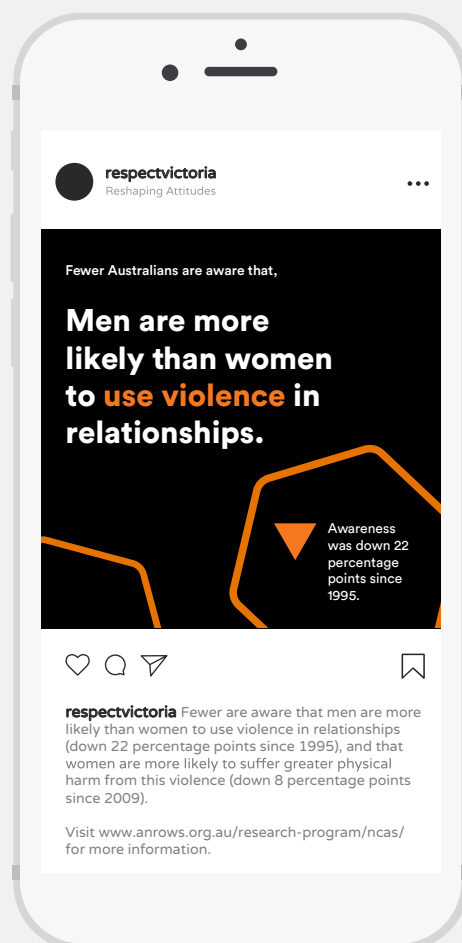 respectvictoria
Reshaping Attitudes
Fewer Australians are aware that,
Men are more
likely than women
to use violence in
relationships.
Awareness
was down 22
percentage
points since
1995.
respectvictoria Fewer are aware that men are more
likely than women to use violence in relationships
(down 22 percentage points since 1995), and that
women are more likely to suffer greater physical
harm from this violence (down 8 percentage points
since 2009).
Visit www.anrows.org.au/research-program/ncas/
for more information.